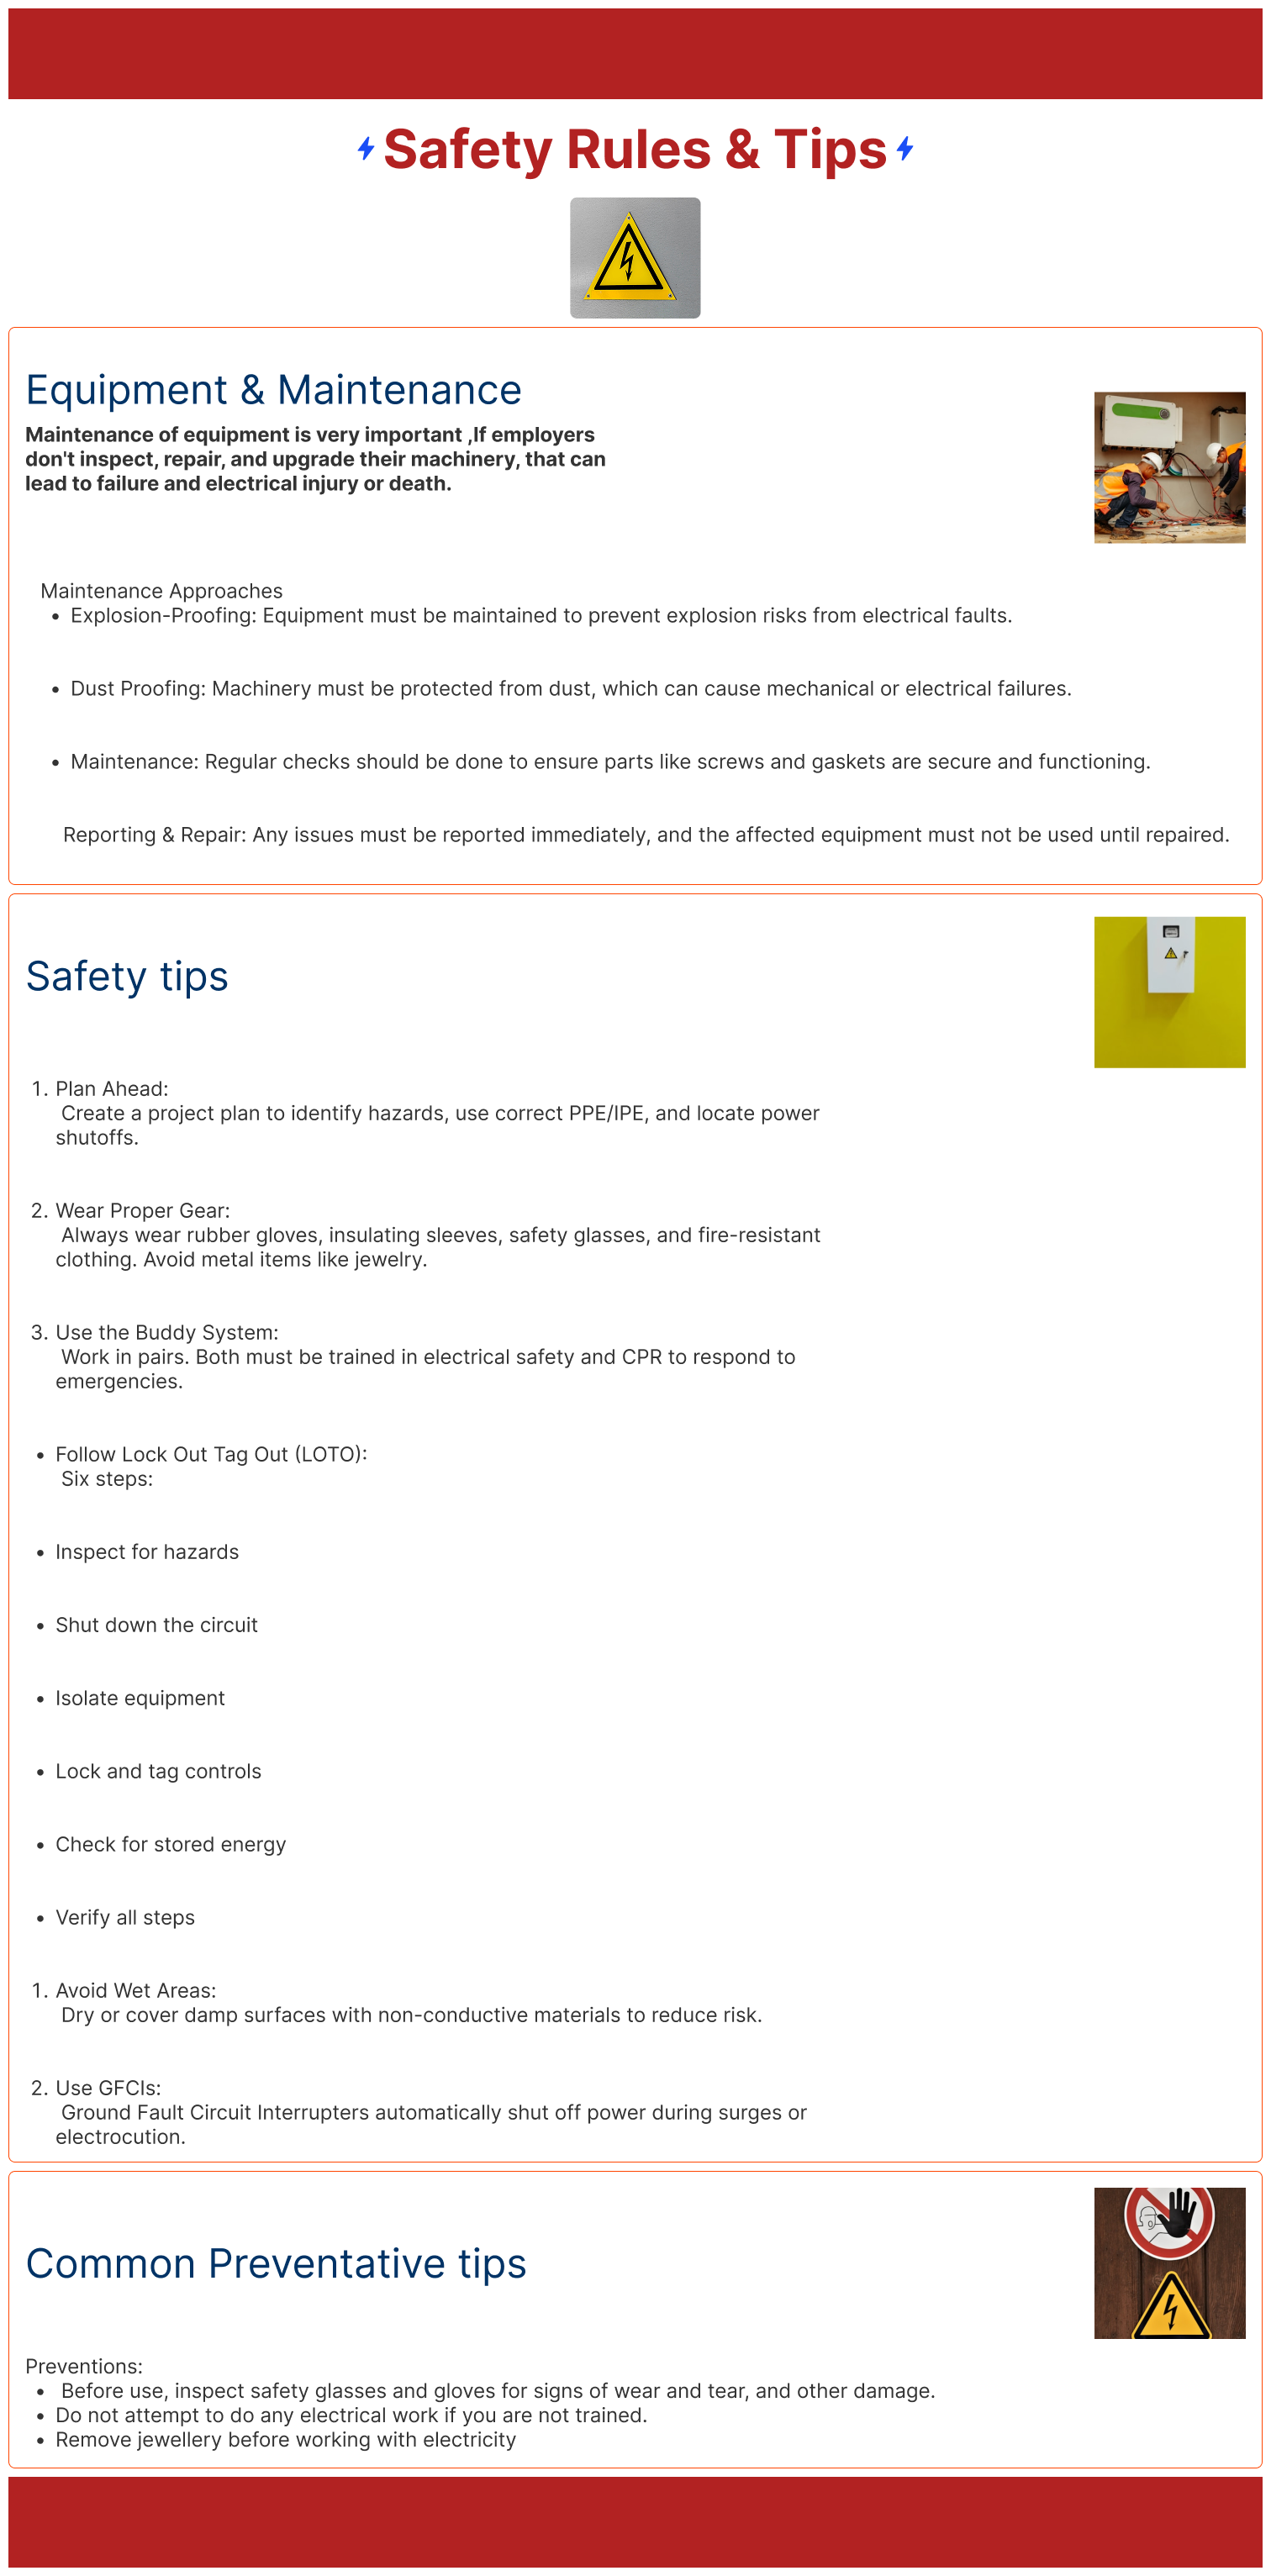 Safety Rules & Tips
Equipment & Maintenance
Maintenance of equipment is very important ,If employers
don't inspect, repair, and upgrade their machinery, that can
lead to failure and electrical injury or death.
Maintenance Approaches
• Explosion-Proofing: Equipment must be maintained to prevent explosion risks from electrical faults.
• Dust Proofing: Machinery must be protected from dust, which can cause mechanical or electrical failures.
• Maintenance: Regular checks should be done to ensure parts like screws and gaskets are secure and functioning.
Reporting & Repair: Any issues must be reported immediately, and the affected equipment must not be used until repaired.
Safety tips
1. Plan Ahead:
Create a project plan to identify hazards, use correct PPE/IPE, and locate power
shutoffs.
2. Wear Proper Gear:
Always wear rubber gloves, insulating sleeves, safety glasses, and fire-resistant
clothing. Avoid metal items like jewelry.
3. Use the Buddy System:
Work in pairs. Both must be trained in electrical safety and CPR to respond to
emergencies.
• Follow Lock Out Tag Out (LOTO):
Six steps:
• Inspect for hazards
• Shut down the circuit
• Isolate equipment
• Lock and tag controls
• Check for stored energy
• Verify all steps
1. Avoid Wet Areas:
Dry or cover damp surfaces with non-conductive materials to reduce risk.
2. Use GFCIs:
Ground Fault Circuit Interrupters automatically shut off power during surges or
electrocution.
Common Preventative tips
Preventions:
• Before use, inspect safety glasses and gloves for signs of wear and tear, and other damage.
• Do not attempt to do any electrical work if you are not trained.
• Remove jewellery before working with electricity